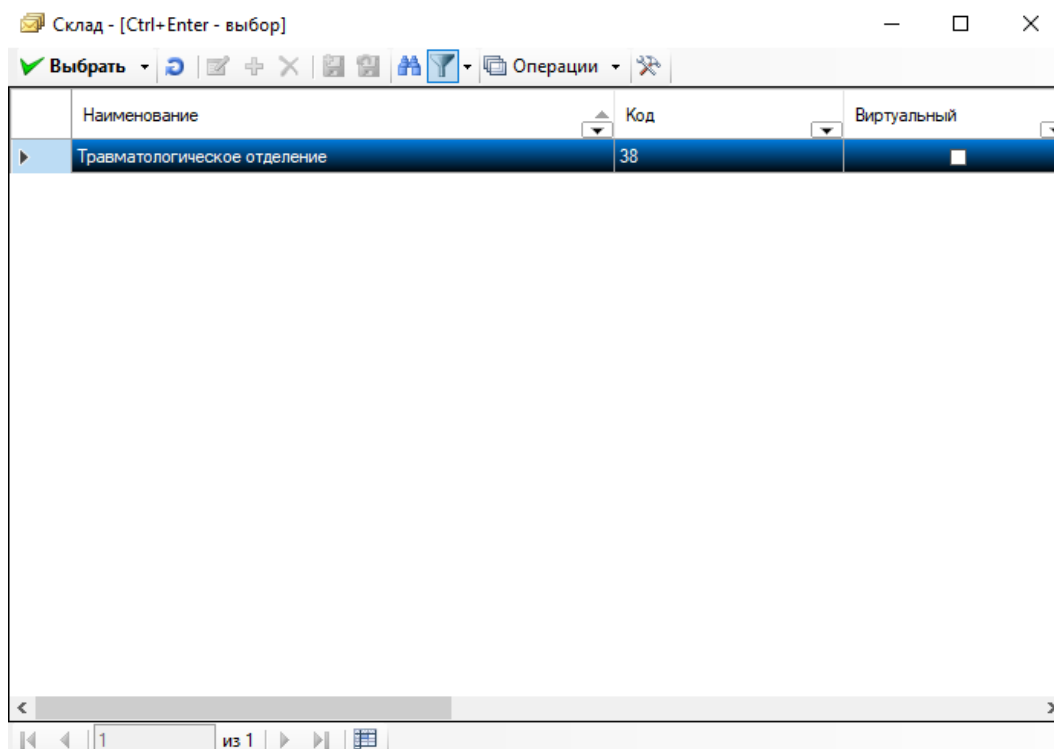 Склад - [Ctrl+Enter - выбор]
Выбрать Операции
Наименование Код Виртуальный
Травматологическое отделение 38
1 из 1